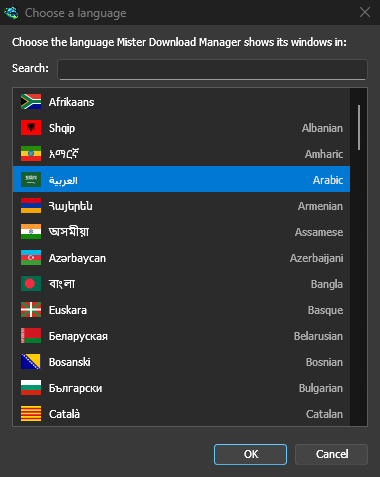 Choose a language
Choose the language Mister Download Manager shows its windows in:
Search:
Afrikaans
Shqip Albanian
አማርኛ Amharic
العربية Arabic
Հայերեն Armenian
অসমীয়া Assamese
Azərbaycan Azerbaijani
বাংলা Bangla
Euskara Basque
Беларуская Belarusian
Bosanski Bosnian
Български Bulgarian
Català Catalan
OK Cancel